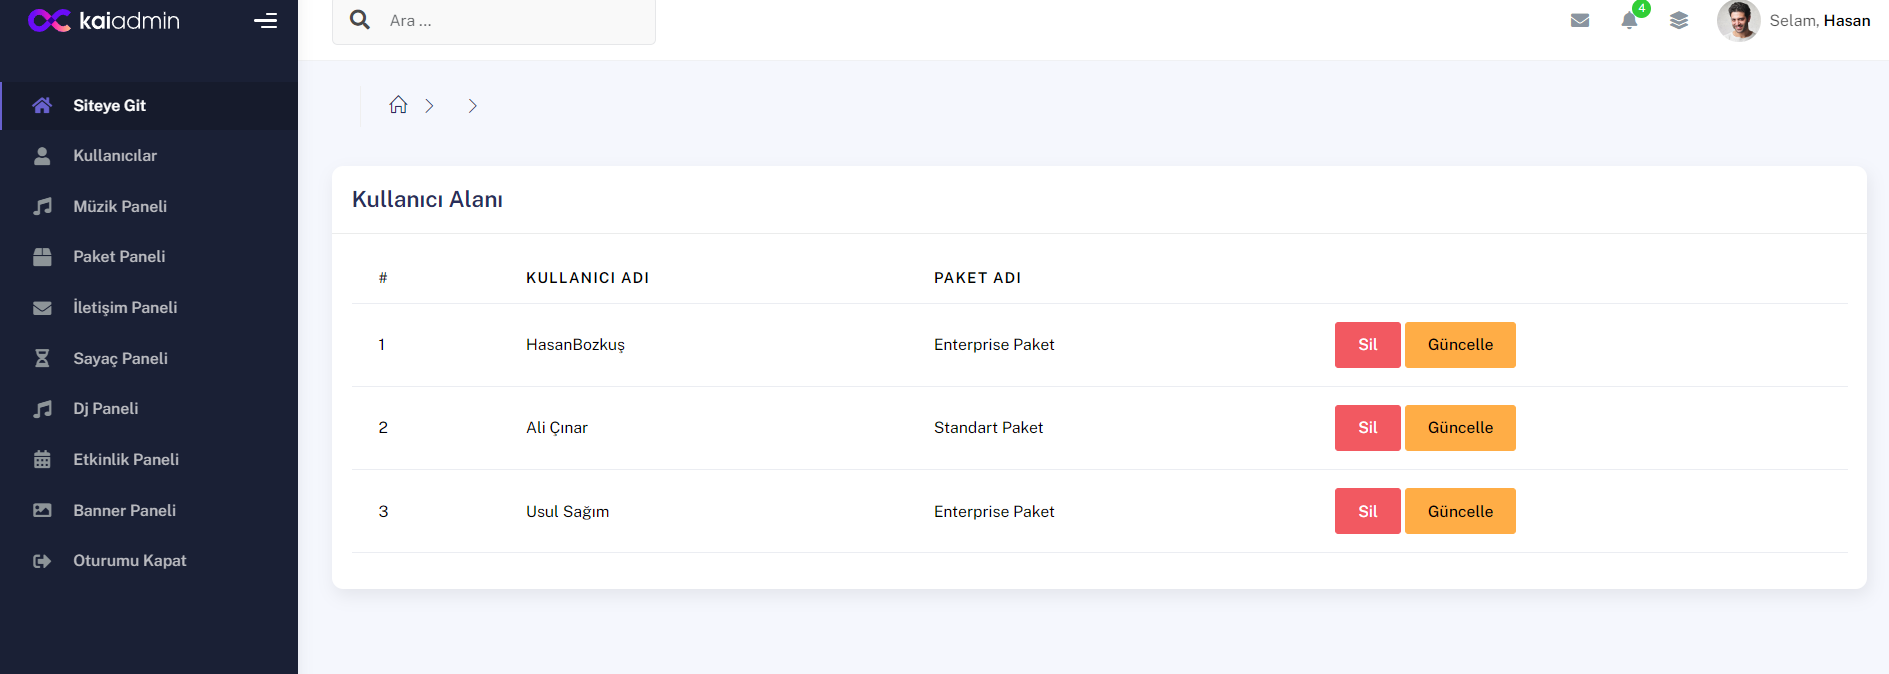 kaiadmin
Ara ...
4
Selam, Hasan
Siteye Git
Kullanıcılar
Müzik Paneli
Paket Paneli
İletişim Paneli
Sayaç Paneli
Dj Paneli
Etkinlik Paneli
Banner Paneli
Oturumu Kapat
Kullanıcı Alanı
# KULLANICI ADI PAKET ADI
1 HasanBozkuş Enterprise Paket Sil Güncelle
2 Ali Çınar Standart Paket Sil Güncelle
3 Usul Sağım Enterprise Paket Sil Güncelle